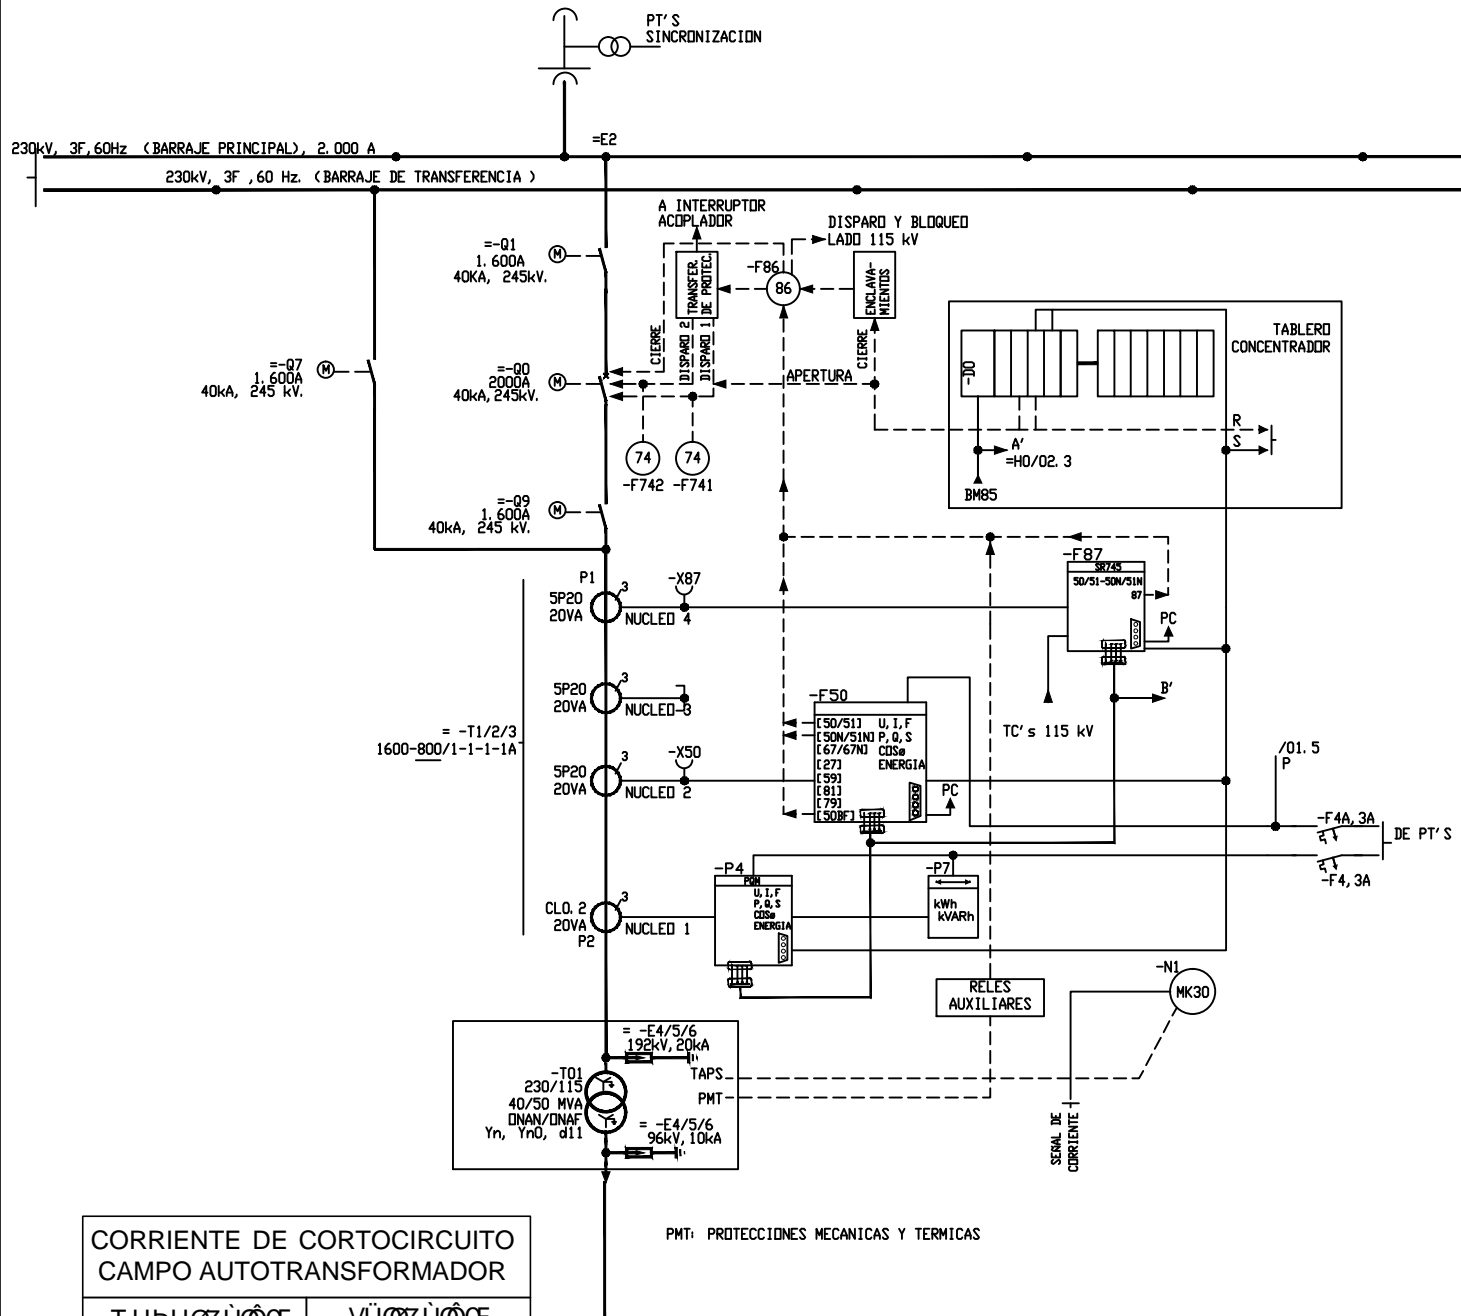 PT'S
SINCRONIZACION
=E2
230kV, 3F,60Hz (BARRAJE PRINCIPAL), 2.000 A
230kV, 3F ,60 Hz. (BARRAJE DE TRANSFERENCIA )
A INTERRUPTOR
ACOPLADOR
DISPARO Y BLOQUEO
LADO 115 kV
=-Q1
1.600A
40KA, 245kV.
M
TRANSFER.
DE PROTEC.
-F86
86
ENCLAVA-
MIENTOS
CIERRE
DISPARO 2
DISPARO 1
CIERRE
APERTURA
=-Q7
1.600A
40kA, 245 kV.
M
=-Q0
2000A
40kA,245kV.
M
74
74
-F742
-F741
=-Q9
1.600A
40kA, 245 kV.
M
TABLERO
CONCENTRADOR
-D0
R
S
A'
=H0/02.3
BM85
P1
5P20
20VA
3
NUCLEO 4
-X87
-F87
SR745
50/51-50N/51N
87
PC
B'
TC's 115 kV
5P20
20VA
3
NUCLEO 3
= -T1/2/3
1600-800/1-1-1-1A
5P20
20VA
3
NUCLEO 2
-X50
-F50
[50/51] U,I,F
[50N/51N] P,Q,S
[67/67N] COSø
[27] ENERGIA
[59]
[81]
[79]
[50BF]
PC
/01.5
P
-F4A,3A
DE PT'S
-F4,3A
CL0.2
20VA
P2
3
NUCLEO 1
-P4
PQM
U,I,F
P,Q,S
COSø
ENERGIA
-P7
kWh
kVARh
RELES
AUXILIARES
-N1
MK30
SEÑAL DE
CORRIENTE
= -E4/5/6
192kV,20kA
TAPS
PMT
-T01
230/115
40/50 MVA
ONAN/ONAF
Yn, Yn0, d11
= -E4/5/6
96kV,10kA
PMT: PROTECCIONES MECANICAS Y TERMICAS
CORRIENTE DE CORTOCIRCUITO
CAMPO AUTOTRANSFORMADOR